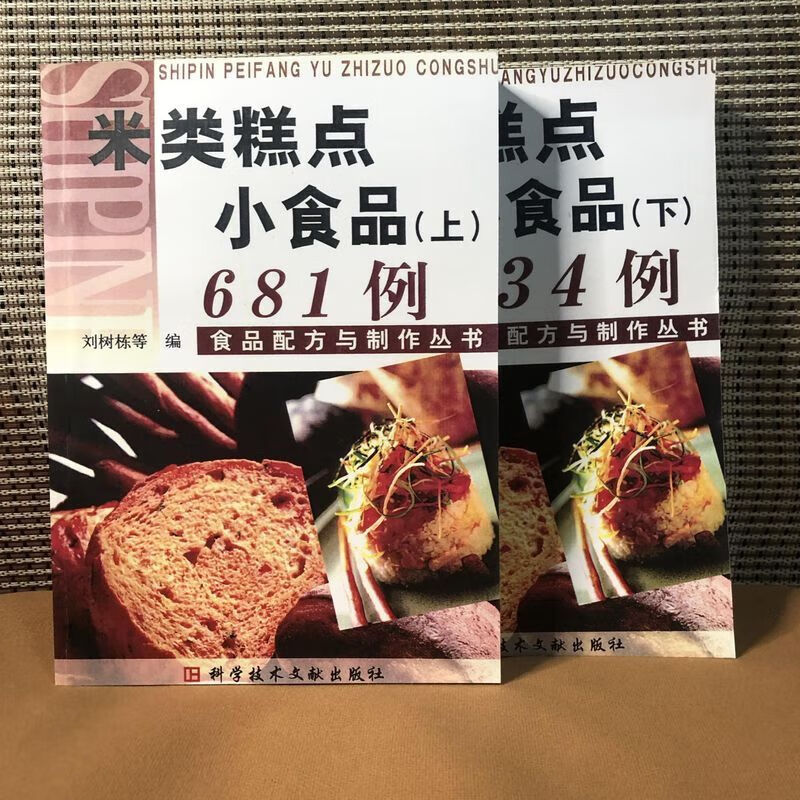 SHIPIN PEIFANG YU ZHIZUO CONGSHU
SHIPIN
米类糕点
小食品(上)
681例
刘树栋等 编
食品配方与制作丛书
科学技术文献出版社
ANGYUZHIZUOCONGSHU
糕点
食品(下)
34例
配方与制作丛书
技术文献出版社